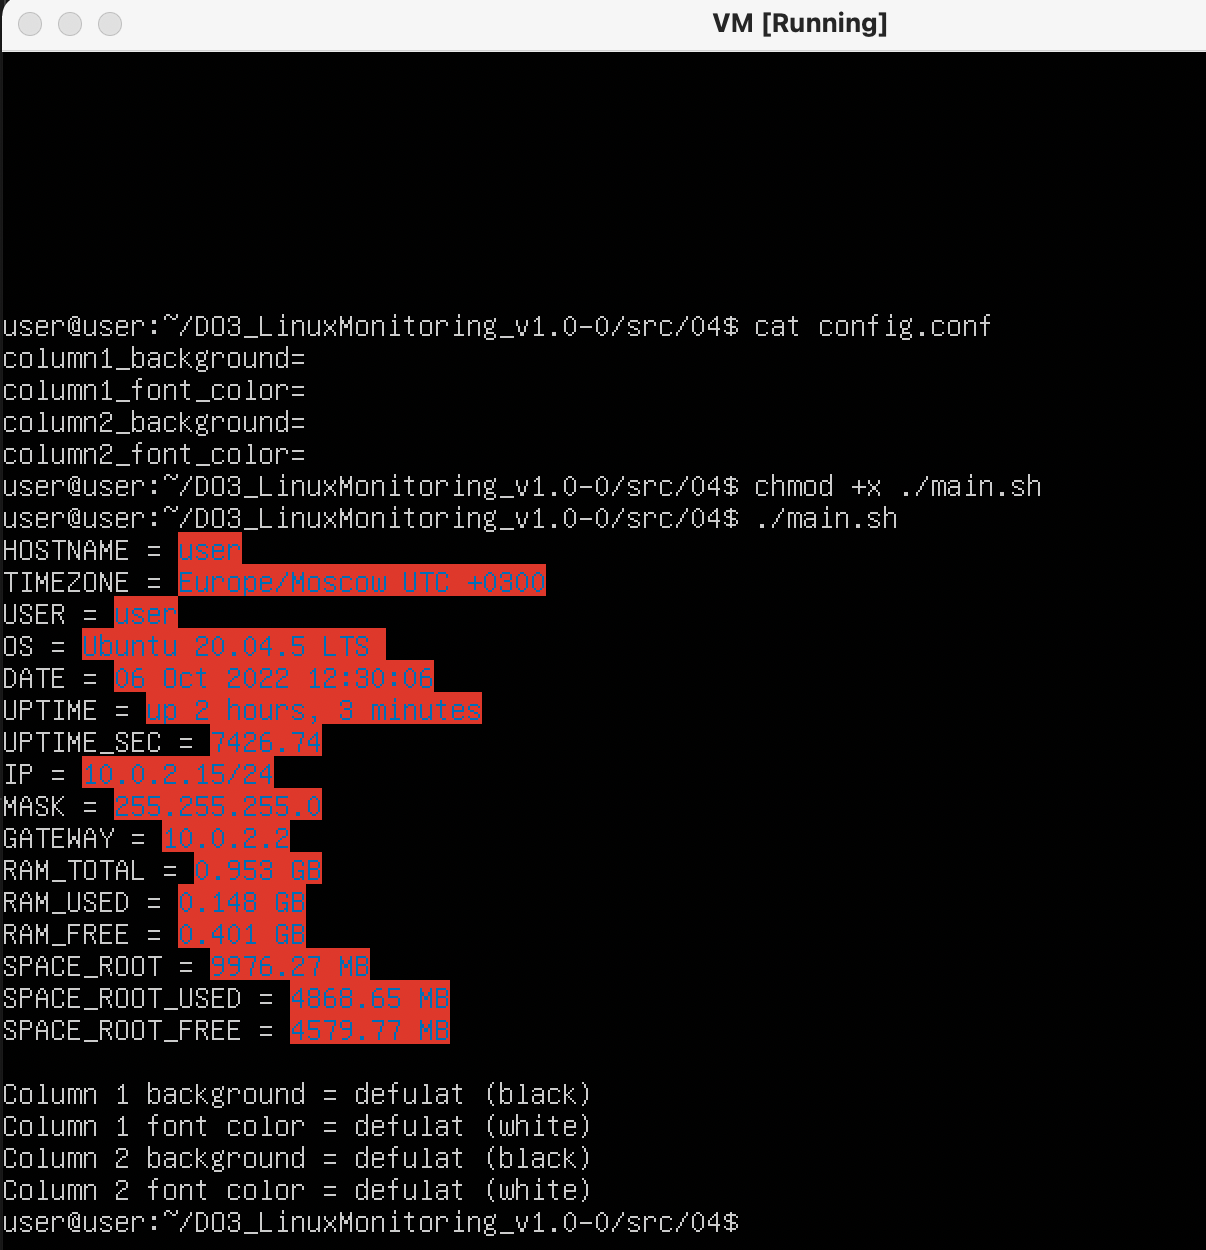 VM [Running]
user@user:~/DO3_LinuxMonitoring_v1.0-0/src/04$ cat config.conf
column1_background=
column1_font_color=
column2_background=
column2_font_color=
user@user:~/DO3_LinuxMonitoring_v1.0-0/src/04$ chmod +x ./main.sh
user@user:~/DO3_LinuxMonitoring_v1.0-0/src/04$ ./main.sh
HOSTNAME = user
TIMEZONE = Europe/Moscow UTC +0300
USER = user
OS = Ubuntu 20.04.5 LTS
DATE = 06 Oct 2022 12:30:06
UPTIME = up 2 hours, 3 minutes
UPTIME_SEC = 7426.74
IP = 10.0.2.15/24
MASK = 255.255.255.0
GATEWAY = 10.0.2.2
RAM_TOTAL = 0.953 GB
RAM_USED = 0.148 GB
RAM_FREE = 0.401 GB
SPACE_ROOT = 9976.27 MB
SPACE_ROOT_USED = 4868.65 MB
SPACE_ROOT_FREE = 4579.77 MB
Column 1 background = defulat (black)
Column 1 font color = defulat (white)
Column 2 background = defulat (black)
Column 2 font color = defulat (white)
user@user:~/DO3_LinuxMonitoring_v1.0-0/src/04$